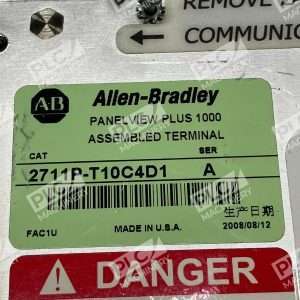 REMOVE
COMMUNIC
AB
Allen-Bradley
PANELVIEW PLUS 1000
ASSEMBLED TERMINAL
CAT SER
2711P-T10C4D1 A
生产日期
FAC1U MADE IN U.S.A. 2008/08/12
DANGER